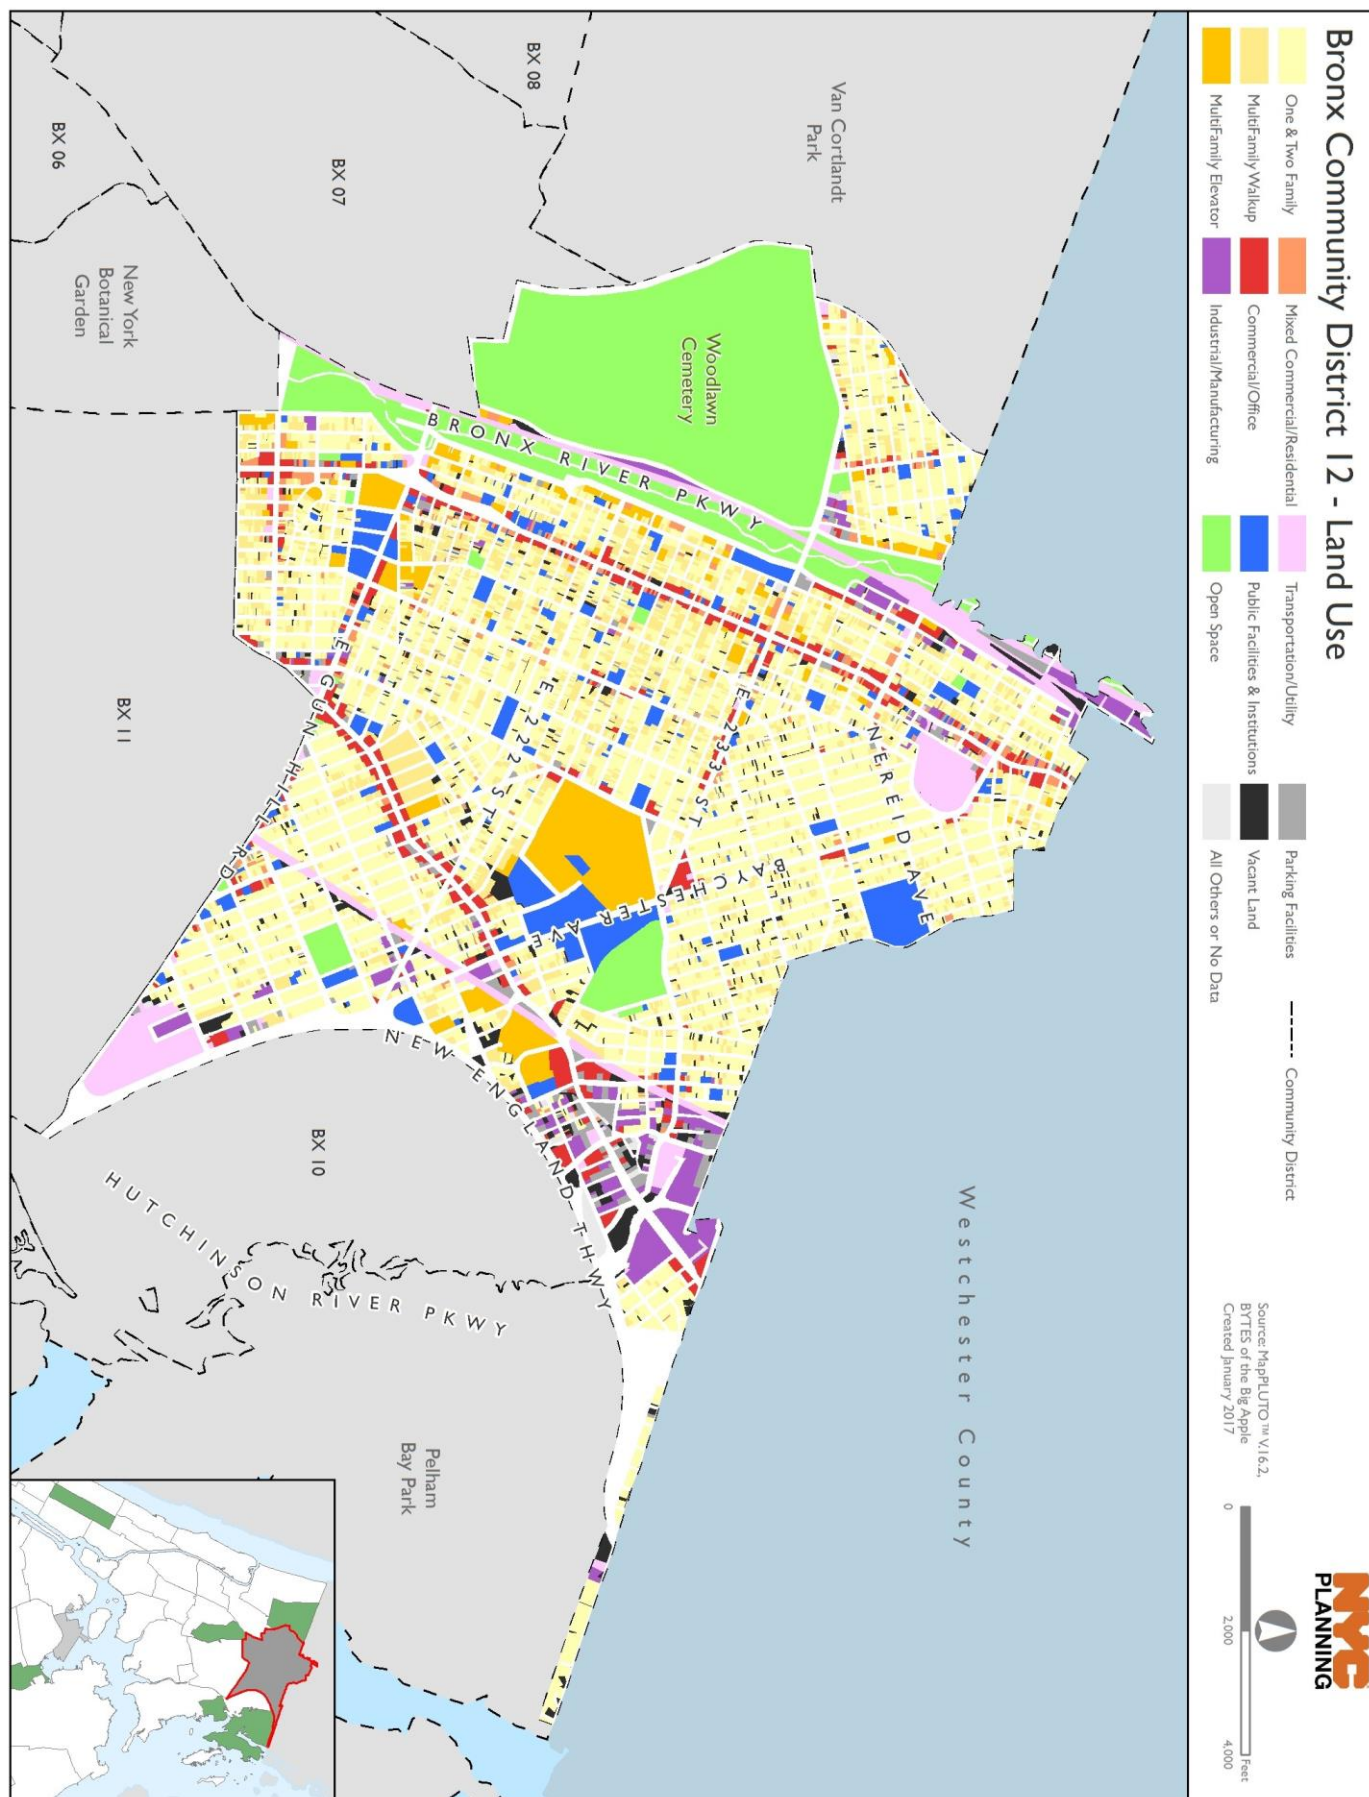 Bronx Community District 12 - Land Use
One & Two Family
MultiFamily Walkup
MultiFamily Elevator
Mixed Commercial/Residential
Commercial/Office
Industrial/Manufacturing
Transportation/Utility
Public Facilities & Institutions
Open Space
Parking Facilities
Vacant Land
All Others or No Data
Community District
Source: MapPLUTO™ V.16.2,
BYTES of the Big Apple
Created January 2017
0
2,000
4,000
Feet
NYC
PLANNING
Van Cortlandt
Park
BX 08
BX 07
BX 06
New York
Botanical
Garden
Woodlawn
Cemetery
BRONX RIVER PKWY
NEREID AVE
E 233 ST
E 222 ST
E GUN HILL RD
BAYCHESTER AVE
NEW ENGLAND THWY
BX 11
BX 10
HUTCHINSON RIVER PKWY
Westchester County
Pelham
Bay Park